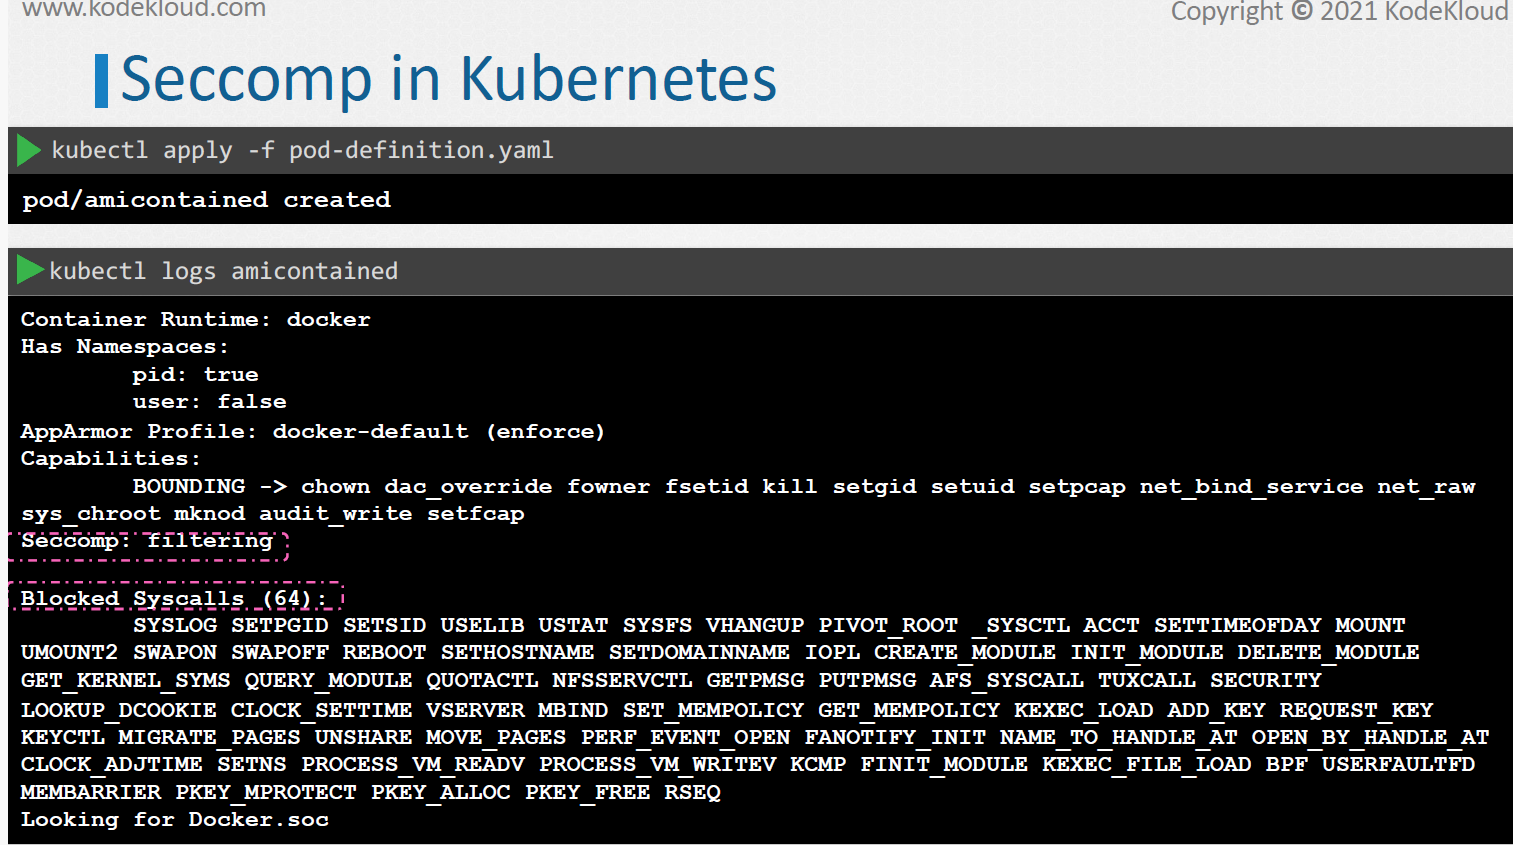 www.kodekloud.com
Copyright © 2021 KodeKloud
Seccomp in Kubernetes
kubectl apply -f pod-definition.yaml
pod/amicontained created
kubectl logs amicontained
Container Runtime: docker
Has Namespaces:
pid: true
user: false
AppArmor Profile: docker-default (enforce)
Capabilities:
BOUNDING -> chown dac_override fowner fsetid kill setgid setuid setpcap net_bind_service net_raw
sys_chroot mknod audit_write setfcap
Seccomp: filtering
Blocked Syscalls (64):
SYSLOG SETPGID SETSID USELIB USTAT SYSFS VHANGUP PIVOT_ROOT _SYSCTL ACCT SETTIMEOFDAY MOUNT
UMOUNT2 SWAPON SWAPOFF REBOOT SETHOSTNAME SETDOMAINNAME IOPL CREATE_MODULE INIT_MODULE DELETE_MODULE
GET_KERNEL_SYMS QUERY_MODULE QUOTACTL NFSSERVCTL GETPMSG PUTPMSG AFS_SYSCALL TUXCALL SECURITY
LOOKUP_DCOOKIE CLOCK_SETTIME VSERVER MBIND SET_MEMPOLICY GET_MEMPOLICY KEXEC_LOAD ADD_KEY REQUEST_KEY
KEYCTL MIGRATE_PAGES UNSHARE MOVE_PAGES PERF_EVENT_OPEN FANOTIFY_INIT NAME_TO_HANDLE_AT OPEN_BY_HANDLE_AT
CLOCK_ADJTIME SETNS PROCESS_VM_READV PROCESS_VM_WRITEV KCMP FINIT_MODULE KEXEC_FILE_LOAD BPF USERFAULTFD
MEMBARRIER PKEY_MPROTECT PKEY_ALLOC PKEY_FREE RSEQ
Looking for Docker.soc